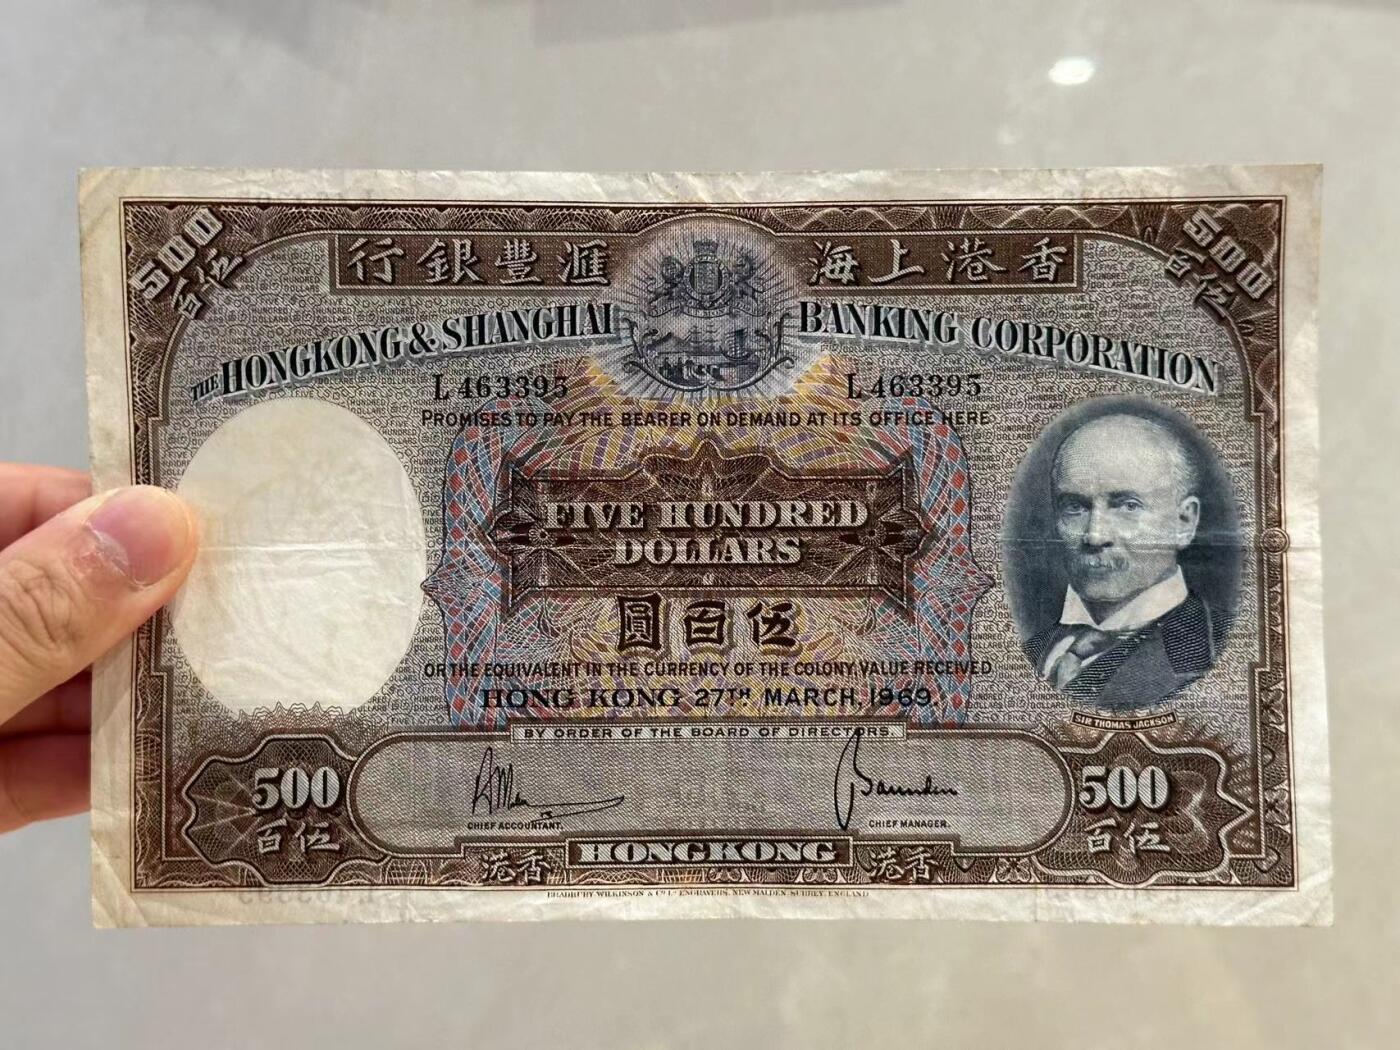 500
伍百
行銀豐滙
海上港香
500
伍百
THE HONGKONG & SHANGHAI BANKING CORPORATION
L463395
L463395
PROMISES TO PAY THE BEARER ON DEMAND AT ITS OFFICE HERE
FIVE HUNDRED
DOLLARS
圓百伍
OR THE EQUIVALENT IN THE CURRENCY OF THE COLONY, VALUE RECEIVED
HONG KONG 27TH MARCH, 1969.
SIR THOMAS JACKSON
BY ORDER OF THE BOARD OF DIRECTORS.
500
百伍
500
百伍
CHIEF ACCOUNTANT.
CHIEF MANAGER.
港香
HONGKONG
港香
BRADBURY WILKINSON & Co. Ld. ENGRAVERS, NEW MALDEN, SURREY, ENGLAND